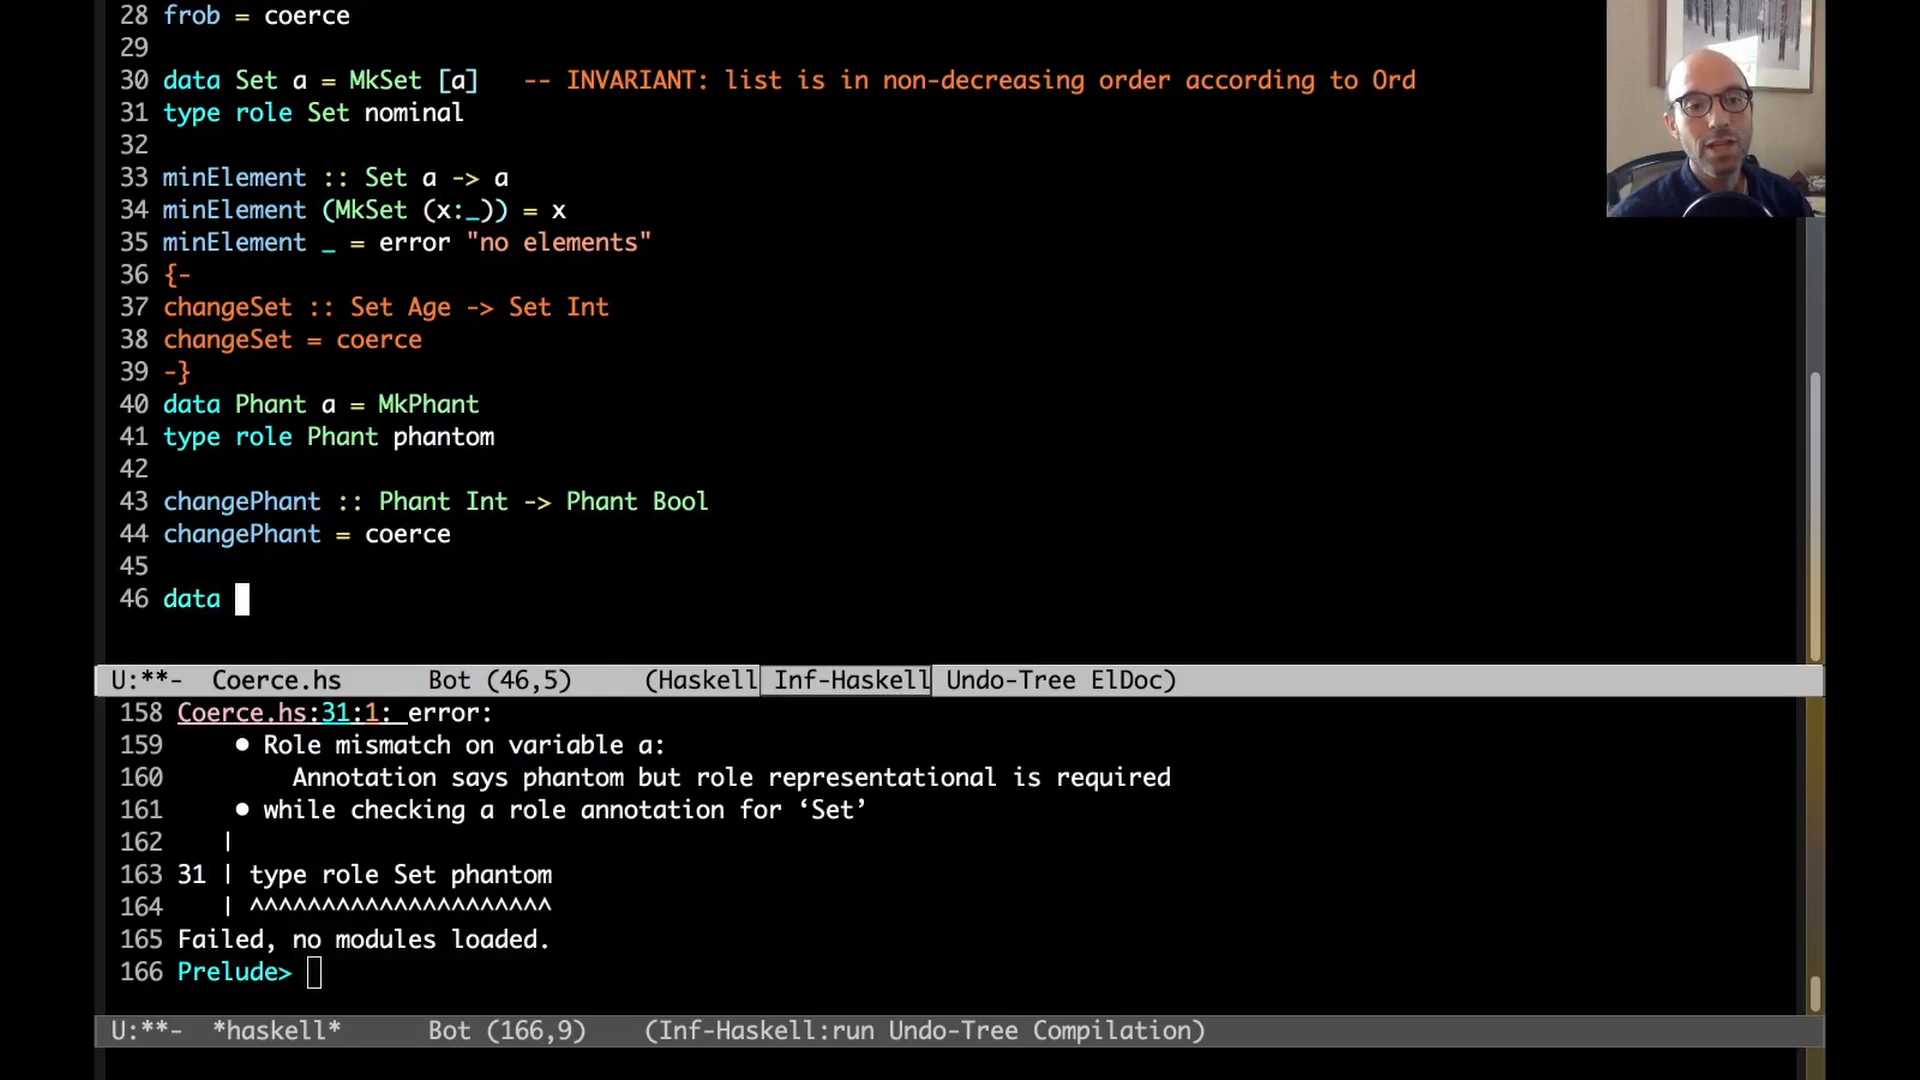 28 frob = coerce
29
30 data Set a = MkSet [a]   -- INVARIANT: list is in non-decreasing order according to Ord
31 type role Set nominal
32
33 minElement :: Set a -> a
34 minElement (MkSet (x:_)) = x
35 minElement _ = error "no elements"
36 {-
37 changeSet :: Set Age -> Set Int
38 changeSet = coerce
39 -}
40 data Phant a = MkPhant
41 type role Phant phantom
42
43 changePhant :: Phant Int -> Phant Bool
44 changePhant = coerce
45
46 data
U:**-  Coerce.hs      Bot (46,5)     (Haskell Inf-Haskell Undo-Tree ElDoc)
158 Coerce.hs:31:1: error:
159     • Role mismatch on variable a:
160         Annotation says phantom but role representational is required
161     • while checking a role annotation for ‘Set’
162    |
163 31 | type role Set phantom
164    | ^^^^^^^^^^^^^^^^^^^^^
165 Failed, no modules loaded.
166 Prelude>
U:**-  *haskell*      Bot (166,9)    (Inf-Haskell:run Undo-Tree Compilation)